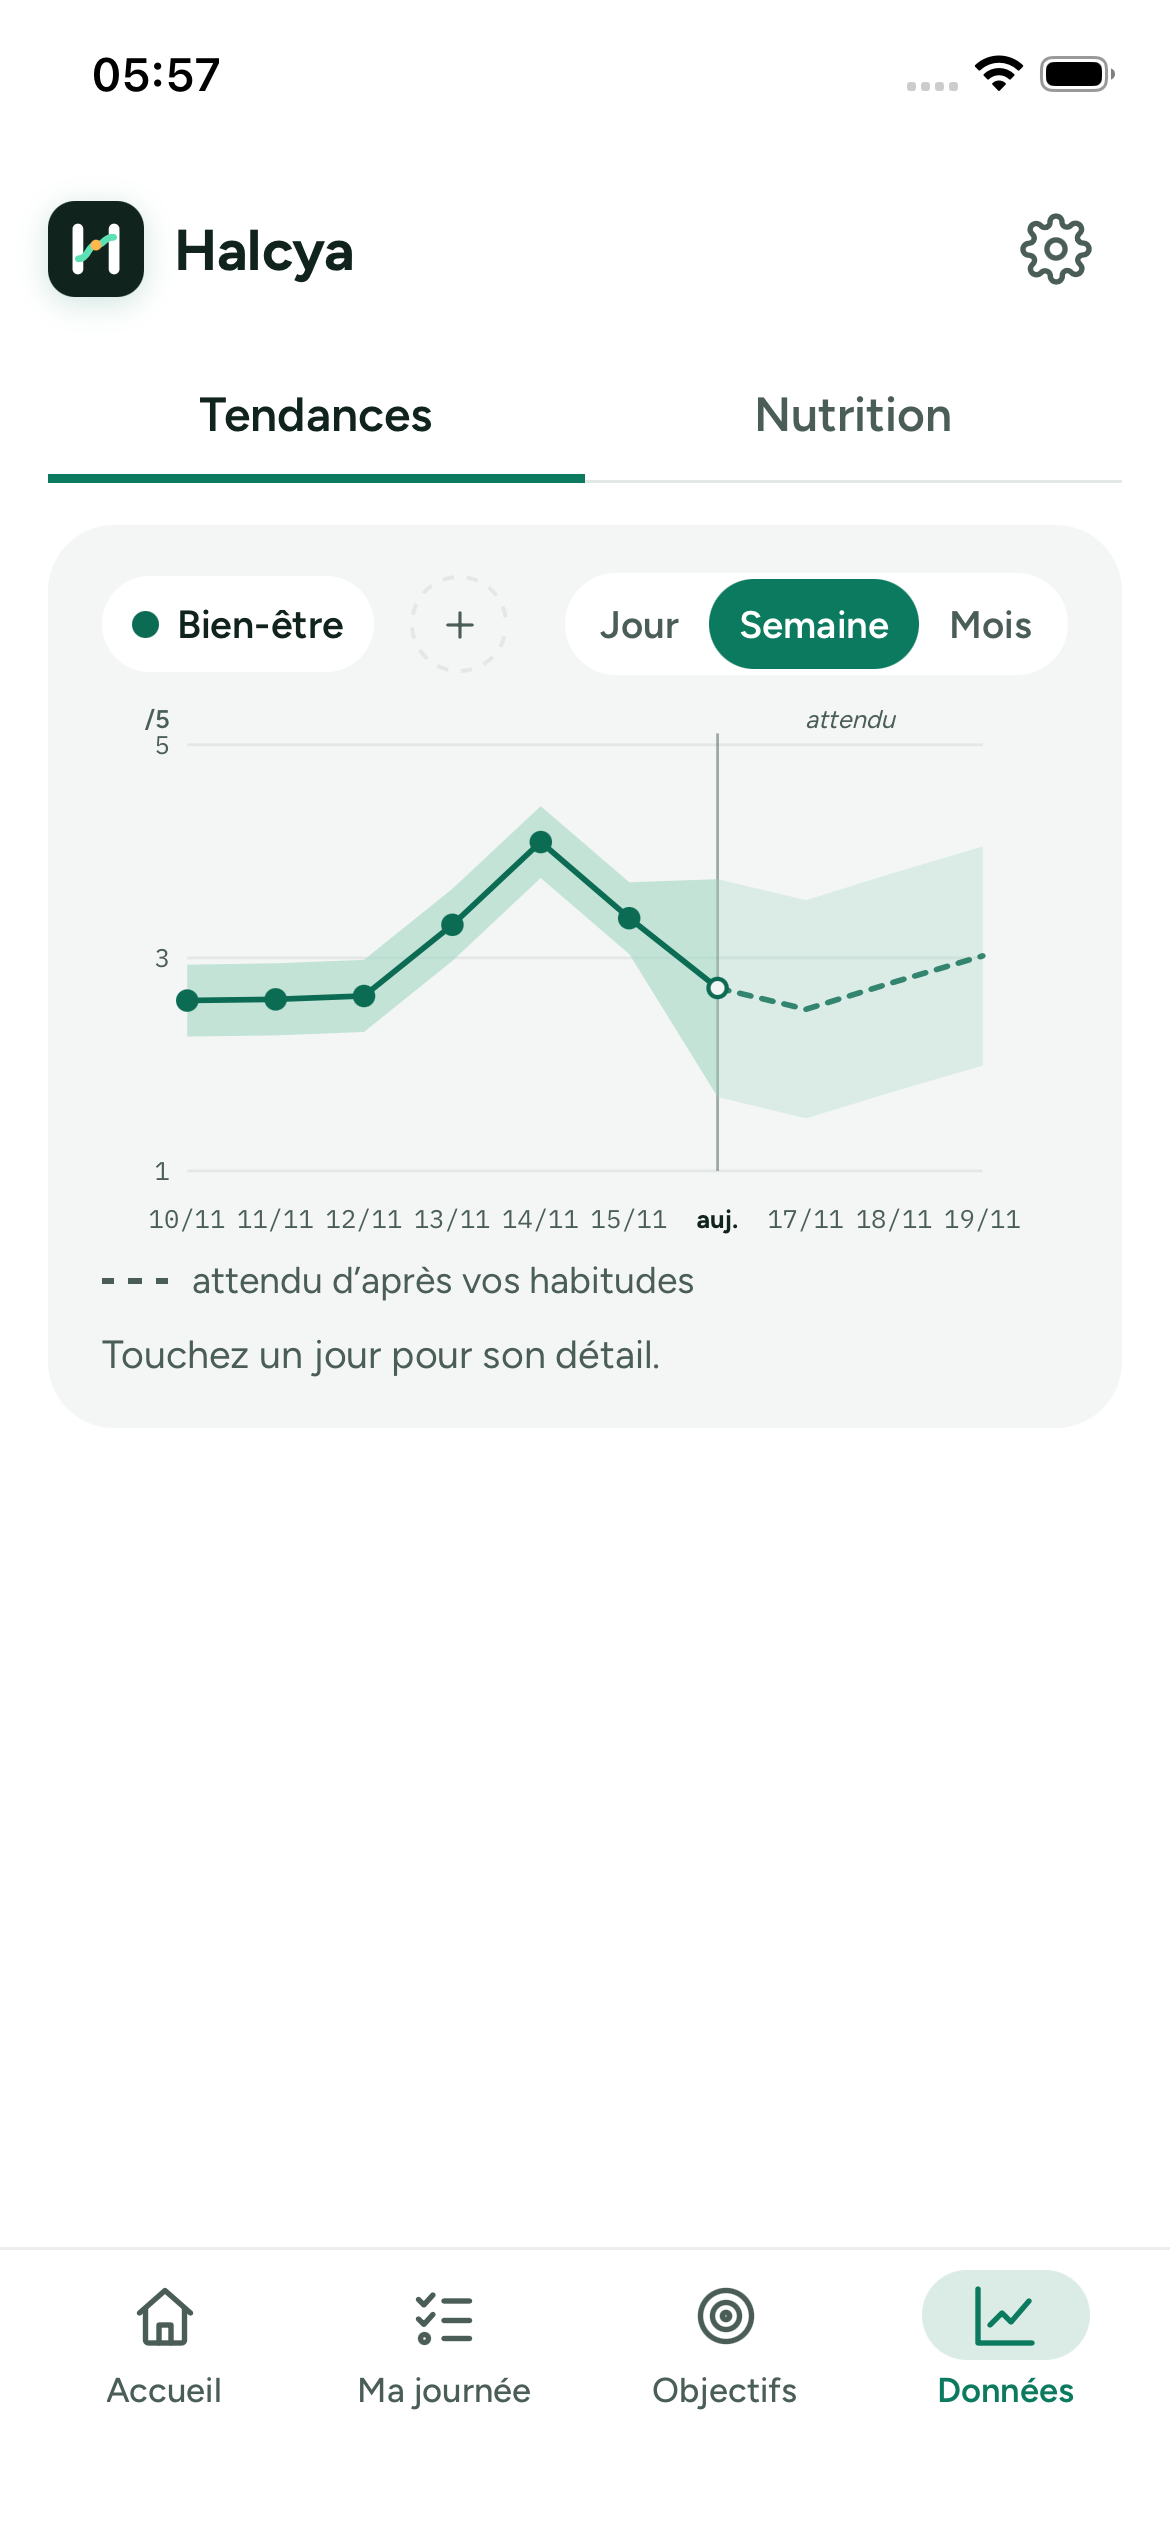 05:57
Halcya
Tendances Nutrition
Bien-être + Jour Semaine Mois
/5 attendu
5
3
1
10/11 11/11 12/11 13/11 14/11 15/11 auj. 17/11 18/11 19/11
attendu d’après vos habitudes
Touchez un jour pour son détail.
Accueil Ma journée Objectifs Données